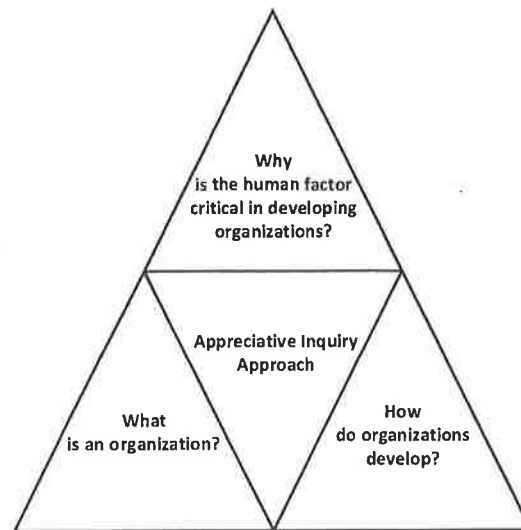 Why
is the human factor
critical in developing
organizations?
Appreciative Inquiry
Approach
What
is an organization?
How
do organizations
develop?